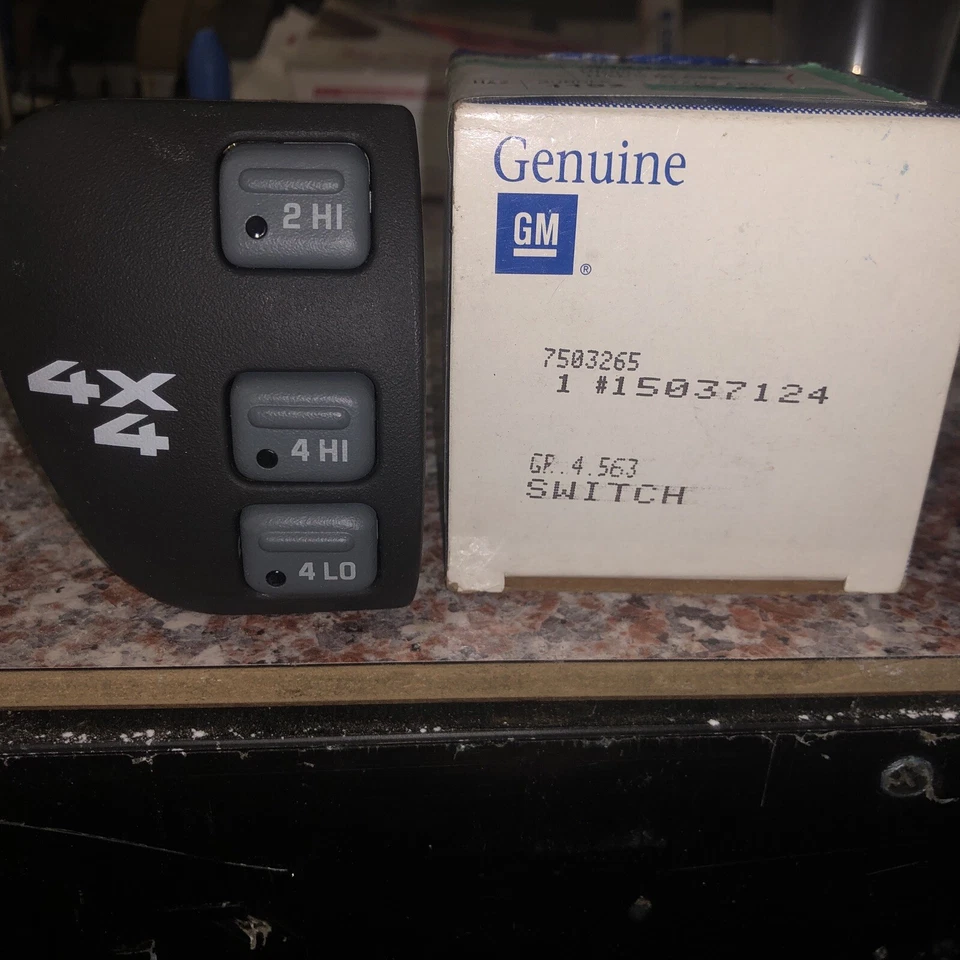 2 HI
4X
4
4 HI
4 LO
Genuine
GM
®
7503265
1 #15037124
GR.4.563
SWITCH